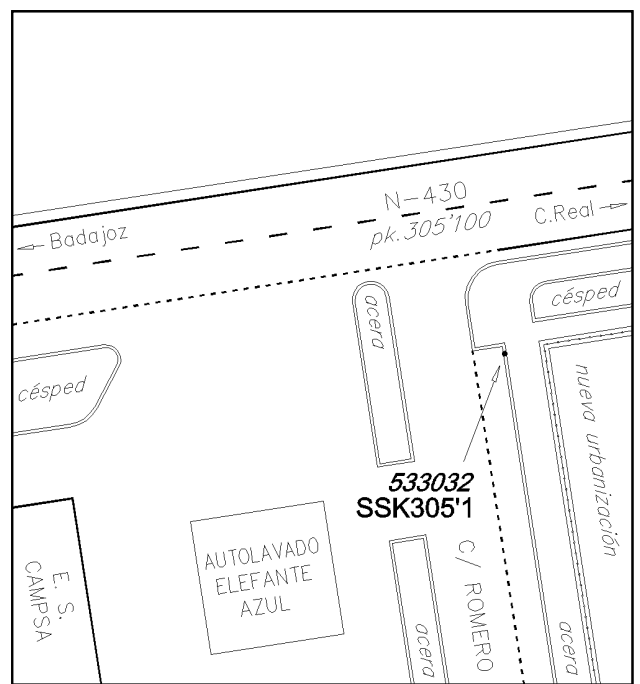 N-430
pk.305'100
C.Real →
← Badajoz
césped
acera
césped
nueva urbanización
533032
SSK305'1
AUTOLAVADO
ELEFANTE
AZUL
E. S.
CAMPSA
C/ ROMERO
acera
acera